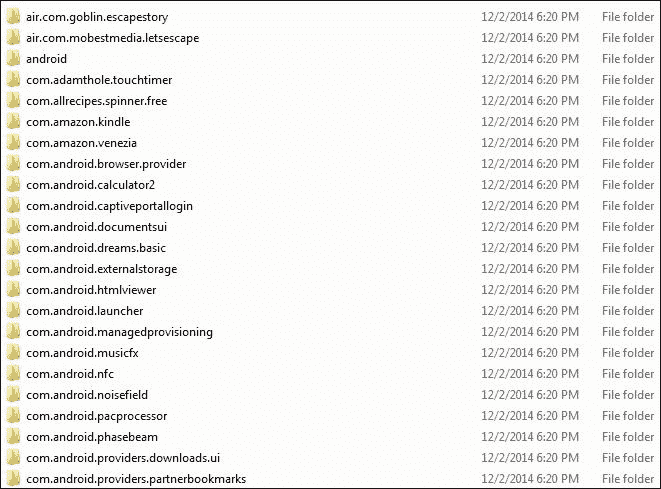 air.com.goblin.escapestory 12/2/2014 6:20 PM File folder
air.com.mobestmedia.letsescape 12/2/2014 6:20 PM File folder
android 12/2/2014 6:20 PM File folder
com.adamthole.touchtimer 12/2/2014 6:20 PM File folder
com.allrecipes.spinner.free 12/2/2014 6:20 PM File folder
com.amazon.kindle 12/2/2014 6:20 PM File folder
com.amazon.venezia 12/2/2014 6:20 PM File folder
com.android.browser.provider 12/2/2014 6:20 PM File folder
com.android.calculator2 12/2/2014 6:20 PM File folder
com.android.captiveportallogin 12/2/2014 6:20 PM File folder
com.android.documentsui 12/2/2014 6:20 PM File folder
com.android.dreams.basic 12/2/2014 6:20 PM File folder
com.android.externalstorage 12/2/2014 6:20 PM File folder
com.android.htmlviewer 12/2/2014 6:20 PM File folder
com.android.launcher 12/2/2014 6:20 PM File folder
com.android.managedprovisioning 12/2/2014 6:20 PM File folder
com.android.musicfx 12/2/2014 6:20 PM File folder
com.android.nfc 12/2/2014 6:20 PM File folder
com.android.noisefield 12/2/2014 6:20 PM File folder
com.android.pacprocessor 12/2/2014 6:20 PM File folder
com.android.phasebeam 12/2/2014 6:20 PM File folder
com.android.providers.downloads.ui 12/2/2014 6:20 PM File folder
com.android.providers.partnerbookmarks 12/2/2014 6:20 PM File folder